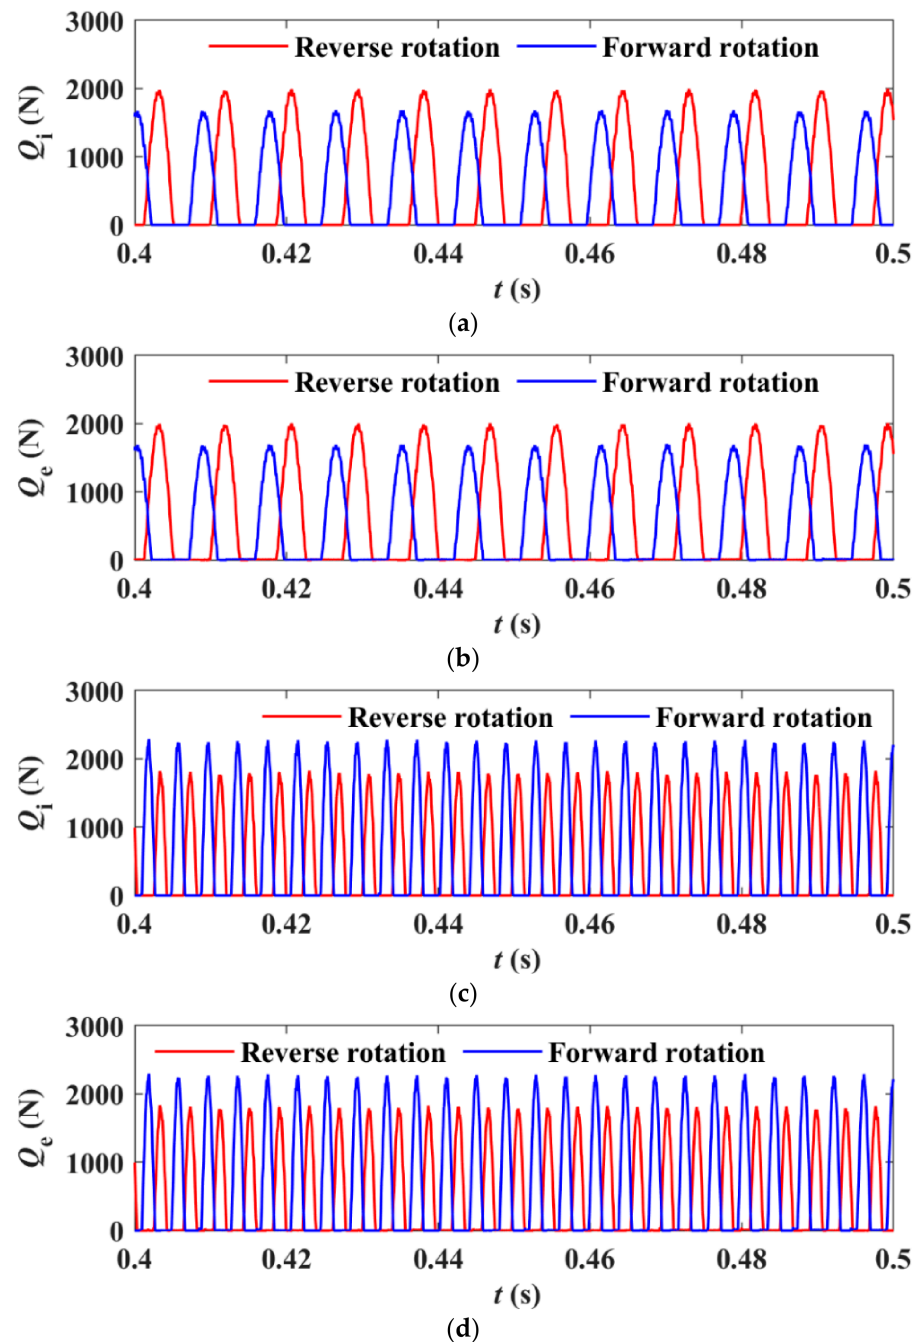 3000
Reverse rotation Forward rotation
2000
Qi (N)
1000
0
0.4 0.42 0.44 0.46 0.48 0.5
t (s)
(a)
3000
Reverse rotation Forward rotation
2000
Qe (N)
1000
0
0.4 0.42 0.44 0.46 0.48 0.5
t (s)
(b)
3000
Reverse rotation Forward rotation
2000
Qi (N)
1000
0
0.4 0.42 0.44 0.46 0.48 0.5
t (s)
(c)
3000
Reverse rotation Forward rotation
2000
Qe (N)
1000
0
0.4 0.42 0.44 0.46 0.48 0.5
t (s)
(d)